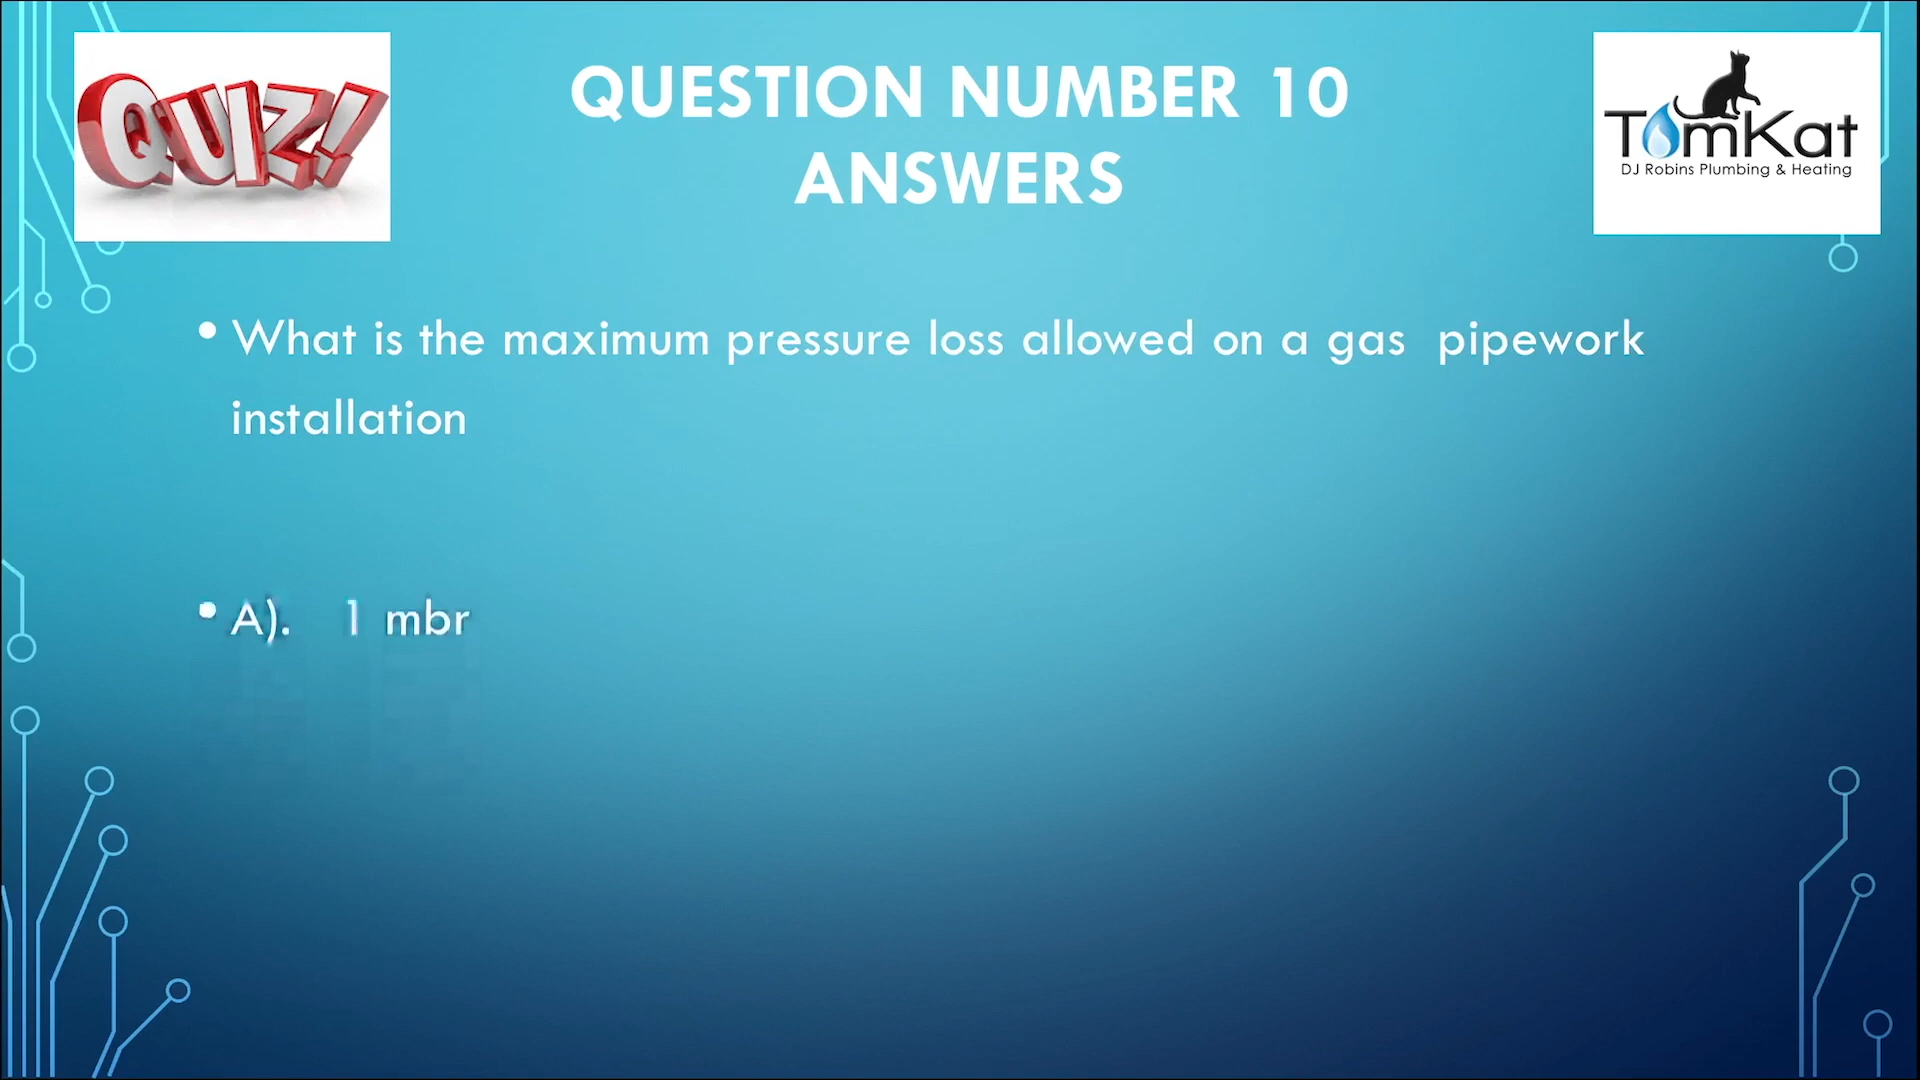 QUIZ!
QUESTION NUMBER 10
ANSWERS
TomKat
DJ Robins Plumbing & Heating
• What is the maximum pressure loss allowed on a gas pipework
installation
• A). 1 mbr